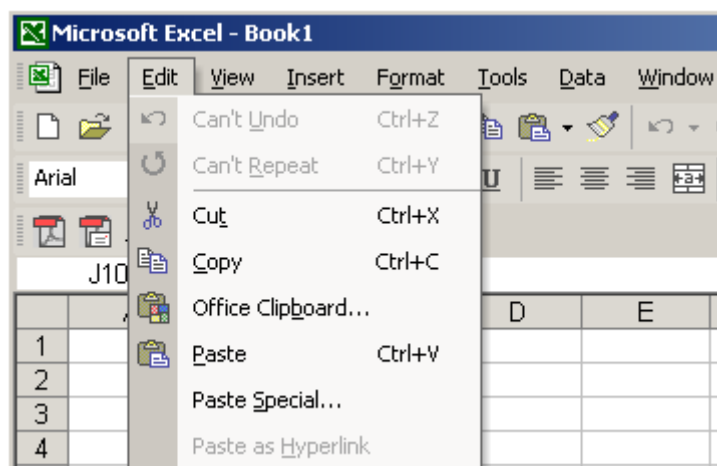 Microsoft Excel - Book1
File Edit View Insert Format Tools Data Window
Can't Undo Ctrl+Z
Can't Repeat Ctrl+Y
Arial U
Cut Ctrl+X
Copy Ctrl+C
J10
Office Clipboard...
D E
Paste Ctrl+V
1
2
Paste Special...
3
Paste as Hyperlink
4